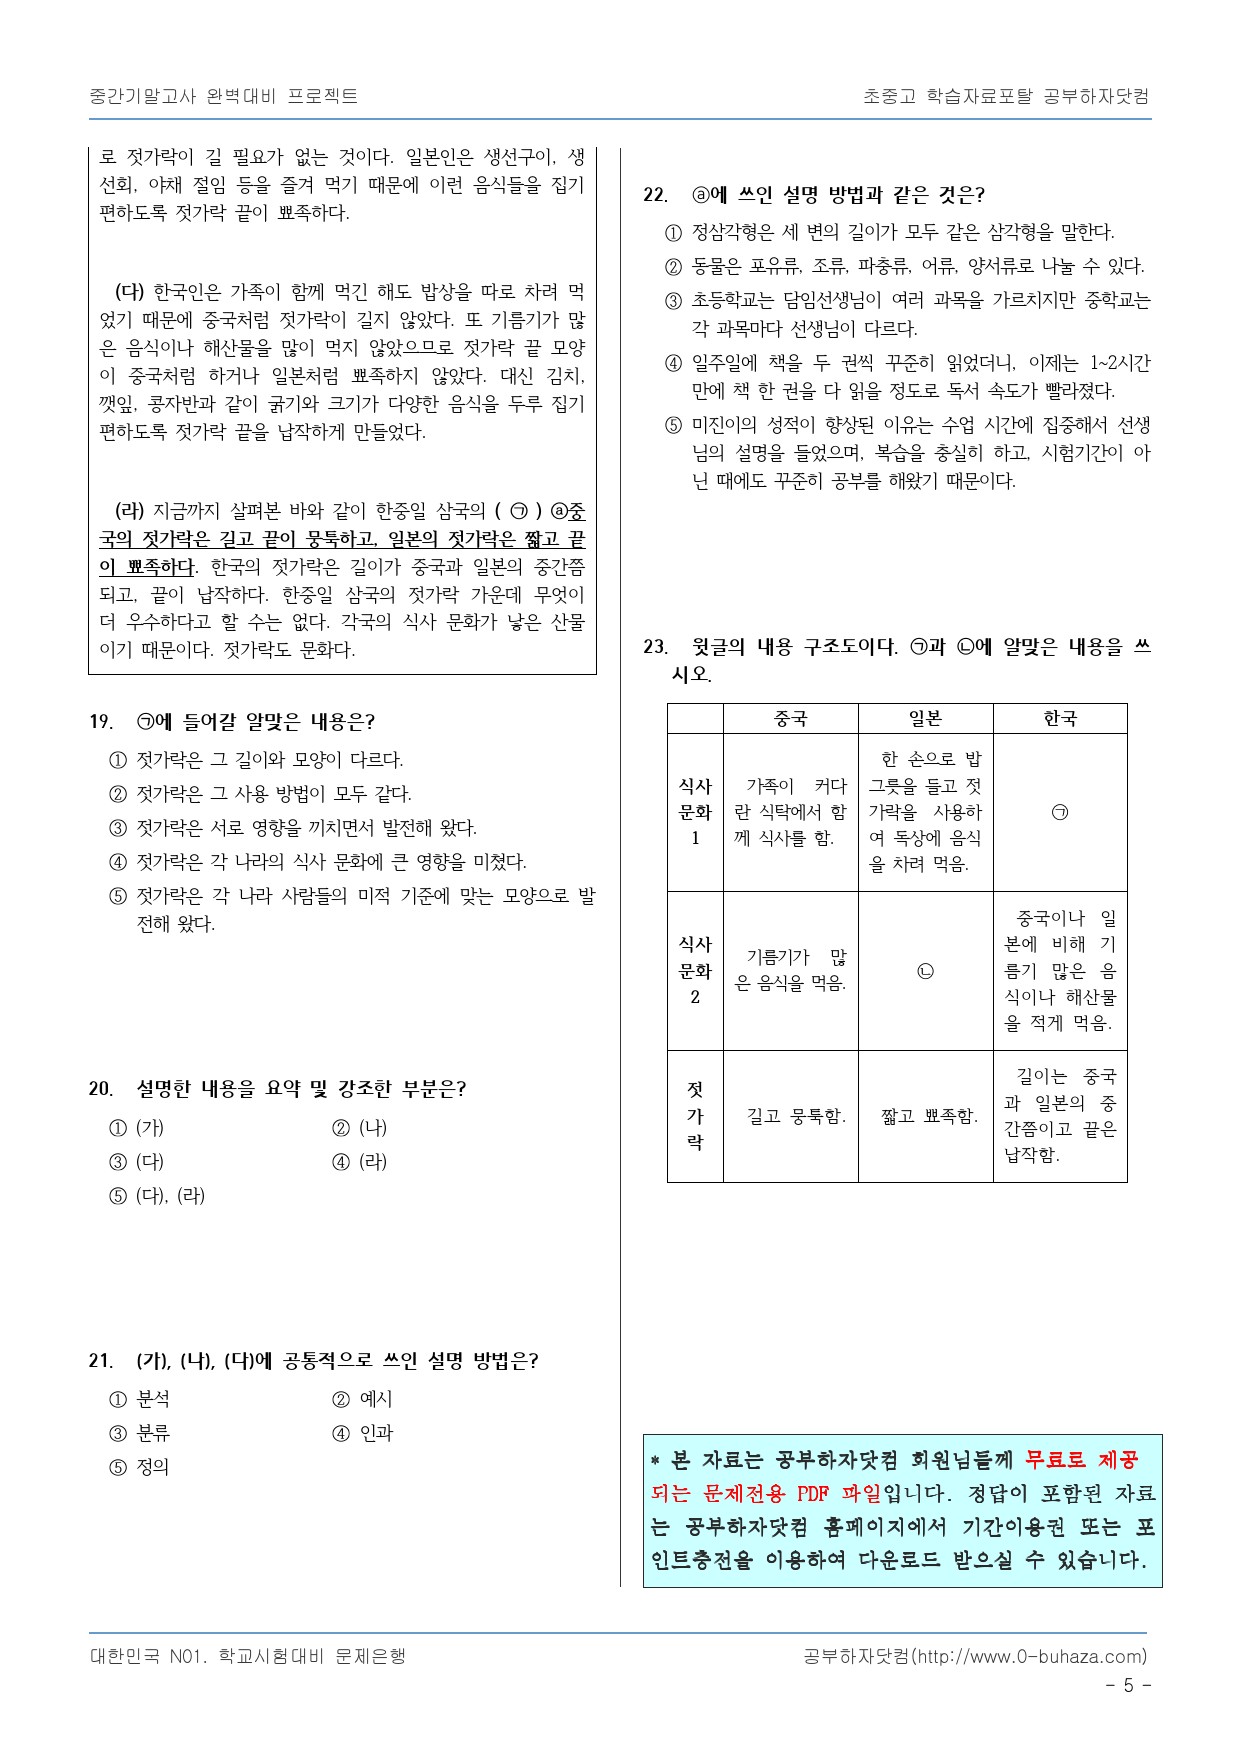 중간기말고사 완벽대비 프로젝트
초중고 학습자료포탈 공부하자닷컴
로 젓가락이 길 필요가 없는 것이다. 일본인은 생선구이, 생
선회, 야채 절임 등을 즐겨 먹기 때문에 이런 음식들을 집기
편하도록 젓가락 끝이 뾰족하다.
(다) 한국인은 가족이 함께 먹긴 해도 밥상을 따로 차려 먹
었기 때문에 중국처럼 젓가락이 길지 않았다. 또 기름기가 많
은 음식이나 해산물을 많이 먹지 않았으므로 젓가락 끝 모양
이 중국처럼 하거나 일본처럼 뾰족하지 않았다. 대신 김치,
깻잎, 콩자반과 같이 굵기와 크기가 다양한 음식을 두루 집기
편하도록 젓가락 끝을 납작하게 만들었다.
(라) 지금까지 살펴본 바와 같이 한중일 삼국의 ( ㉠ ) ⓐ중
국의 젓가락은 길고 끝이 뭉툭하고, 일본의 젓가락은 짧고 끝
이 뾰족하다. 한국의 젓가락은 길이가 중국과 일본의 중간쯤
되고, 끝이 납작하다. 한중일 삼국의 젓가락 가운데 무엇이
더 우수하다고 할 수는 없다. 각국의 식사 문화가 낳은 산물
이기 때문이다. 젓가락도 문화다.
19. ㉠에 들어갈 알맞은 내용은?
① 젓가락은 그 길이와 모양이 다르다.
② 젓가락은 그 사용 방법이 모두 같다.
③ 젓가락은 서로 영향을 끼치면서 발전해 왔다.
④ 젓가락은 각 나라의 식사 문화에 큰 영향을 미쳤다.
⑤ 젓가락은 각 나라 사람들의 미적 기준에 맞는 모양으로 발
전해 왔다.
20. 설명한 내용을 요약 및 강조한 부분은?
① (가) ② (나)
③ (다) ④ (라)
⑤ (다), (라)
21. (가), (나), (다)에 공통적으로 쓰인 설명 방법은?
① 분석 ② 예시
③ 분류 ④ 인과
⑤ 정의
22. ⓐ에 쓰인 설명 방법과 같은 것은?
① 정삼각형은 세 변의 길이가 모두 같은 삼각형을 말한다.
② 동물은 포유류, 조류, 파충류, 어류, 양서류로 나눌 수 있다.
③ 초등학교는 담임선생님이 여러 과목을 가르치지만 중학교는
각 과목마다 선생님이 다르다.
④ 일주일에 책을 두 권씩 꾸준히 읽었더니, 이제는 1~2시간
만에 책 한 권을 다 읽을 정도로 독서 속도가 빨라졌다.
⑤ 미진이의 성적이 향상된 이유는 수업 시간에 집중해서 선생
님의 설명을 들었으며, 복습을 충실히 하고, 시험기간이 아
닌 때에도 꾸준히 공부를 해왔기 때문이다.
23. 윗글의 내용 구조도이다. ㉠과 ㉡에 알맞은 내용을 쓰
시오.
중국 일본 한국
식사
문화
1
가족이 커다
란 식탁에서 함
께 식사를 함.
한 손으로 밥
그릇을 들고 젓
가락을 사용하
여 독상에 음식
을 차려 먹음.
㉠
식사
문화
2
기름기가 많
은 음식을 먹음.
㉡
중국이나 일
본에 비해 기
름기 많은 음
식이나 해산물
을 적게 먹음.
젓
가
락
길고 뭉툭함.
짧고 뾰족함.
길이는 중국
과 일본의 중
간쯤이고 끝은
납작함.
* 본 자료는 공부하자닷컴 회원님들께 무료로 제공
되는 문제전용 PDF 파일입니다. 정답이 포함된 자료
는 공부하자닷컴 홈페이지에서 기간이용권 또는 포
인트충전을 이용하여 다운로드 받으실 수 있습니다.
대한민국 N01. 학교시험대비 문제은행
공부하자닷컴(http://www.0-buhaza.com)
- 5 -